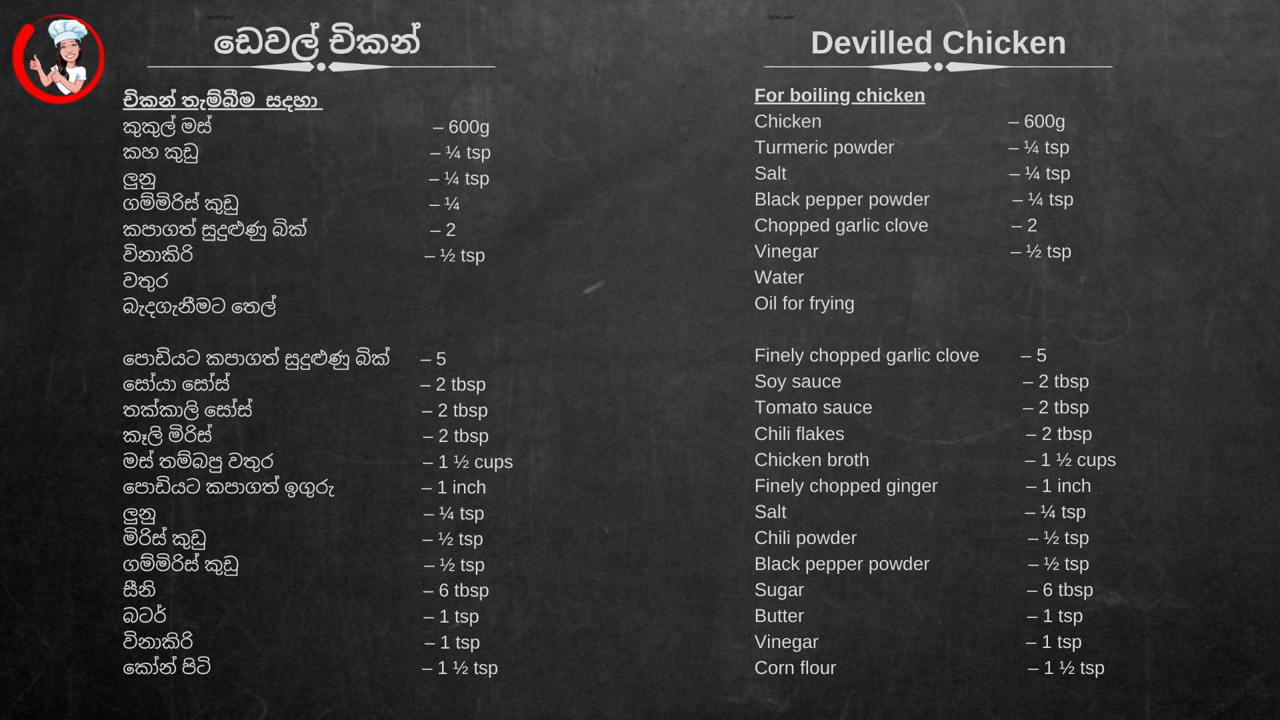 ඩෙවල් චිකන්
චිකන් තැම්බීම සදහා
කුකුල් මස් – 600g
කහ කුඩු – ¼ tsp
ලුනු – ¼ tsp
ගම්මිරිස් කුඩු – ¼
කපාගත් සුදුළුණු බික් – 2
විනාකිරි – ½ tsp
වතුර
බැදගැනීමට තෙල්
පොඩියට කපාගත් සුදුළුණු බික් – 5
සෝයා සෝස් – 2 tbsp
තක්කාලි සෝස් – 2 tbsp
කෑලි මිරිස් – 2 tbsp
මස් තම්බපු වතුර – 1 ½ cups
පොඩියට කපාගත් ඉගුරු – 1 inch
ලුනු – ¼ tsp
මිරිස් කුඩු – ½ tsp
ගම්මිරිස් කුඩු – ½ tsp
සීනි – 6 tbsp
බටර් – 1 tsp
විනාකිරි – 1 tsp
කෝන් පිටි – 1 ½ tsp
Devilled Chicken
For boiling chicken
Chicken – 600g
Turmeric powder – ¼ tsp
Salt – ¼ tsp
Black pepper powder – ¼ tsp
Chopped garlic clove – 2
Vinegar – ½ tsp
Water
Oil for frying
Finely chopped garlic clove – 5
Soy sauce – 2 tbsp
Tomato sauce – 2 tbsp
Chili flakes – 2 tbsp
Chicken broth – 1 ½ cups
Finely chopped ginger – 1 inch
Salt – ¼ tsp
Chili powder – ½ tsp
Black pepper powder – ½ tsp
Sugar – 6 tbsp
Butter – 1 tsp
Vinegar – 1 tsp
Corn flour – 1 ½ tsp